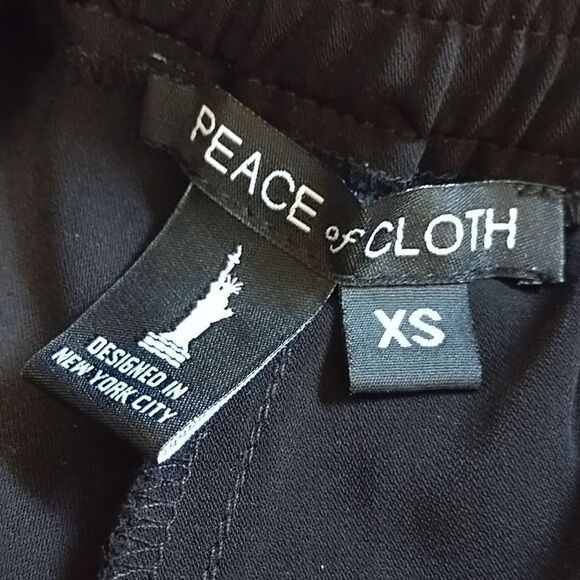 PEACE of CLOTH
XS
DESIGNED IN
NEW YORK CITY